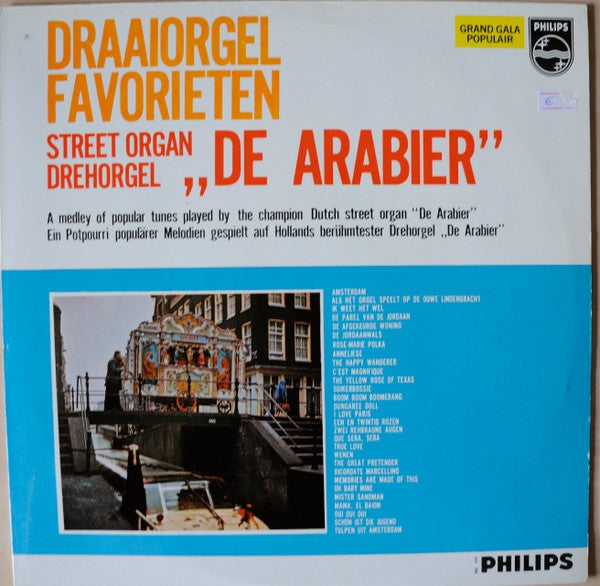 DRAAIORGEL
FAVORIETEN
GRAND GALA
POPULAIR
PHILIPS
STREET ORGAN
DREHORGEL
„DE ARABIER”
A medley of popular tunes played by the champion Dutch street organ "De Arabier"
Ein Potpourri populärer Melodien gespielt auf Hollands berühmtester Drehorgel „De Arabier"
AMSTERDAM
ALS HET ORGEL SPEELT OP DE OUWE LINDENGRACHT
IK WEET HET WEL
DE PAREL VAN DE JORDAAN
DE AFGEKEURDE WONING
DE JORDAANWALS
ROSE-MARIE POLKA
ANNELIESE
THE HAPPY WANDERER
C'EST MAGNIFIQUE
THE YELLOW ROSE OF TEXAS
SUIKERBOSSIE
BOOM BOOM BOOMERANG
DUNGAREE DOLL
I LOVE PARIS
EEN EN TWINTIG ROZEN
ZWEI REHBRAUNE AUGEN
QUE SERA, SERA
TRUE LOVE
WENEN
THE GREAT PRETENDER
RICORDATE MARCELLINO
MEMORIES ARE MADE OF THIS
OH BABY MINE
MISTER SANDMAN
MAMA, EL BAION
OUI OUI OUI
SCHON IST DIE JUGEND
TULPEN UIT AMSTERDAM
PHILIPS